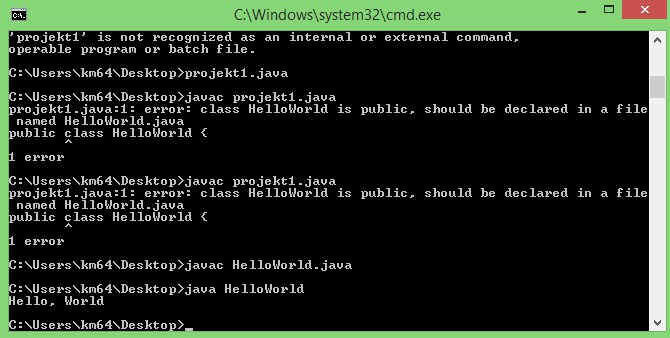 C:\Windows\system32\cmd.exe
'projekt1' is not recognized as an internal or external command,
operable program or batch file.
C:\Users\km64\Desktop>projekt1.java
C:\Users\km64\Desktop>javac projekt1.java
projekt1.java:1: error: class HelloWorld is public, should be declared in a file
 named HelloWorld.java
public class HelloWorld {
       ^
1 error
C:\Users\km64\Desktop>javac projekt1.java
projekt1.java:1: error: class HelloWorld is public, should be declared in a file
 named HelloWorld.java
public class HelloWorld {
       ^
1 error
C:\Users\km64\Desktop>javac HelloWorld.java
C:\Users\km64\Desktop>java HelloWorld
Hello, World
C:\Users\km64\Desktop>_